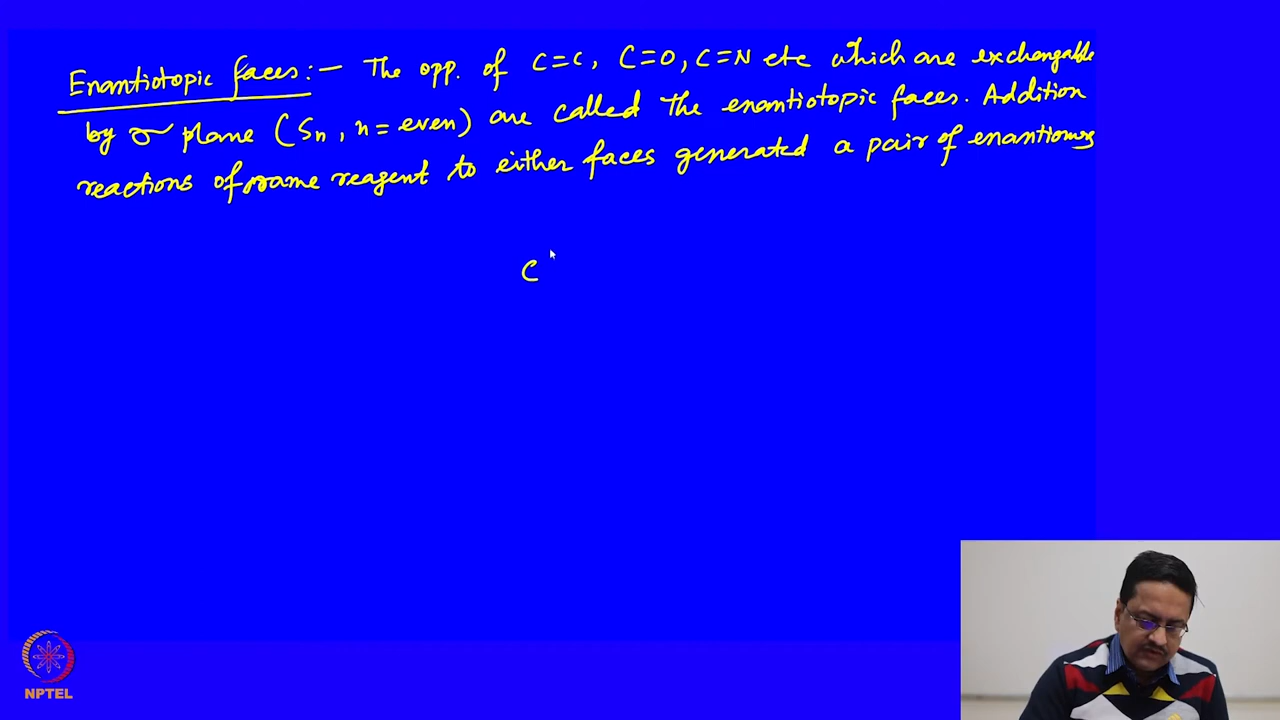 Enantiotopic faces:- The opp. of C=C, C=O, C=N etc which are exchangable
by σ plane (Sn, n = even) are called the enantiotopic faces. Addition
reactions of same reagent to either faces generated a pair of enantiomers
C
NPTEL